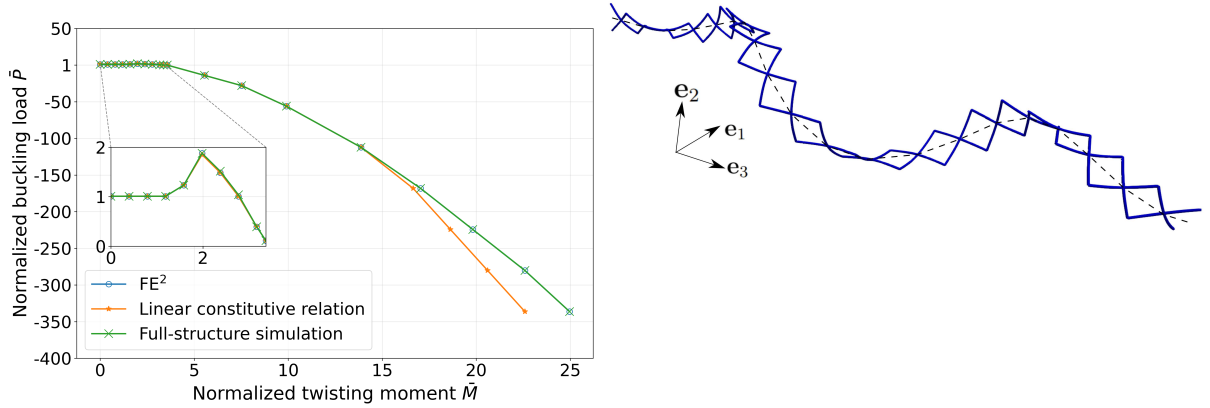 50
1
-50
-100
-150
-200
-250
-300
-350
-400
Normalized buckling load P̄
2
1
0
0 2
FE²
Linear constitutive relation
Full-structure simulation
0 5 10 15 20 25
Normalized twisting moment M̄
e₂
e₁
e₃